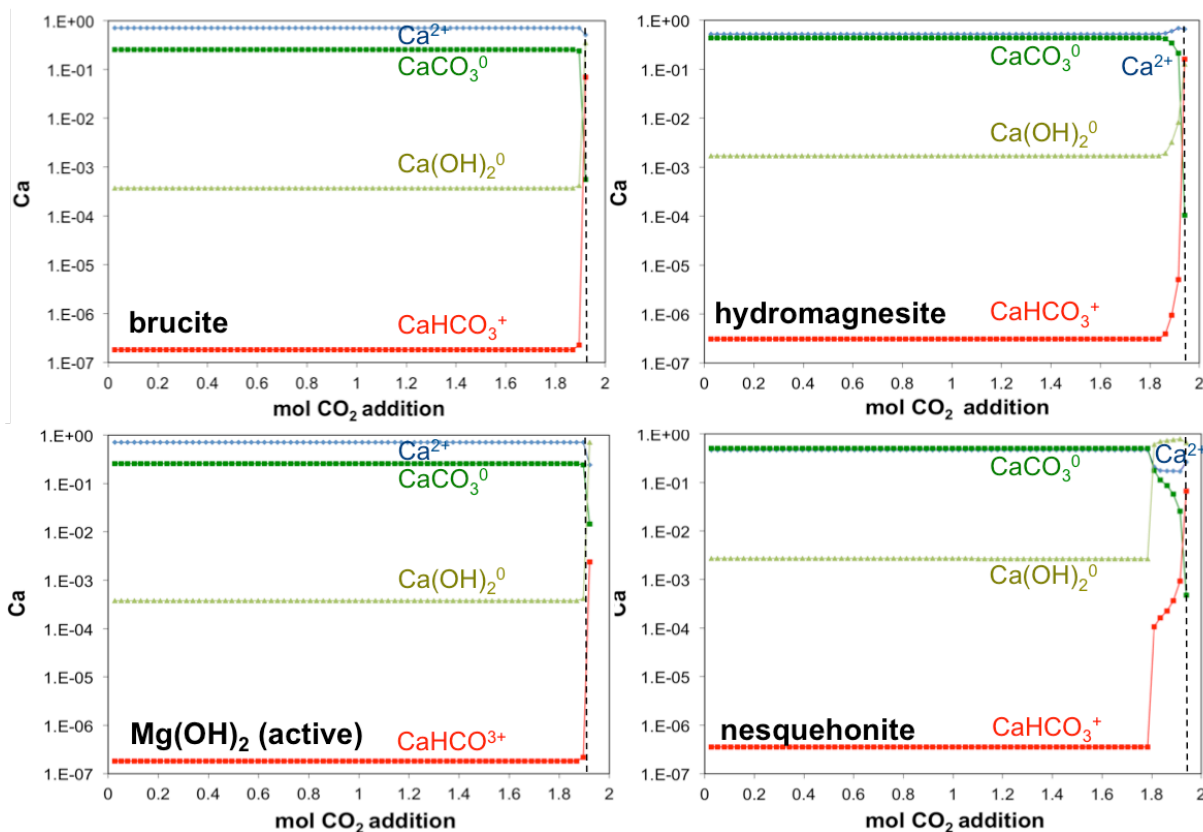 1.E+00
1.E-01
1.E-02
1.E-03
1.E-04
1.E-05
1.E-06
1.E-07
Ca
Ca²⁺
CaCO₃⁰
Ca(OH)₂⁰
CaHCO₃⁺
brucite
0 0.2 0.4 0.6 0.8 1 1.2 1.4 1.6 1.8 2
mol CO₂ addition
1.E+00
1.E-01
1.E-02
1.E-03
1.E-04
1.E-05
1.E-06
1.E-07
Ca
CaCO₃⁰
Ca²⁺
Ca(OH)₂⁰
CaHCO₃⁺
hydromagnesite
0 0.2 0.4 0.6 0.8 1 1.2 1.4 1.6 1.8 2
mol CO₂ addition
1.E+00
1.E-01
1.E-02
1.E-03
1.E-04
1.E-05
1.E-06
1.E-07
Ca
Ca²⁺
CaCO₃⁰
Ca(OH)₂⁰
Mg(OH)₂ (active)
CaHCO³⁺
0 0.2 0.4 0.6 0.8 1 1.2 1.4 1.6 1.8 2
mol CO₂ addition
1.E+00
1.E-01
1.E-02
1.E-03
1.E-04
1.E-05
1.E-06
1.E-07
Ca
Ca²⁺
CaCO₃⁰
Ca(OH)₂⁰
CaHCO₃⁺
nesquehonite
0 0.2 0.4 0.6 0.8 1 1.2 1.4 1.6 1.8 2
mol CO₂ addition